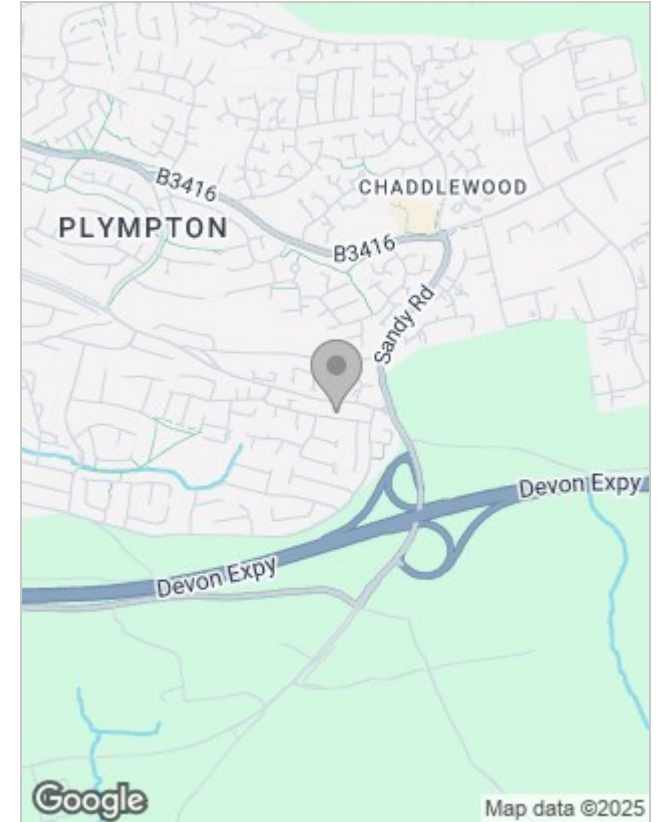 CHADDLEWOOD
B3416
PLYMPTON
B3416
Sandy Rd
Devon Expy
Devon Expy
Google
Map data ©2025